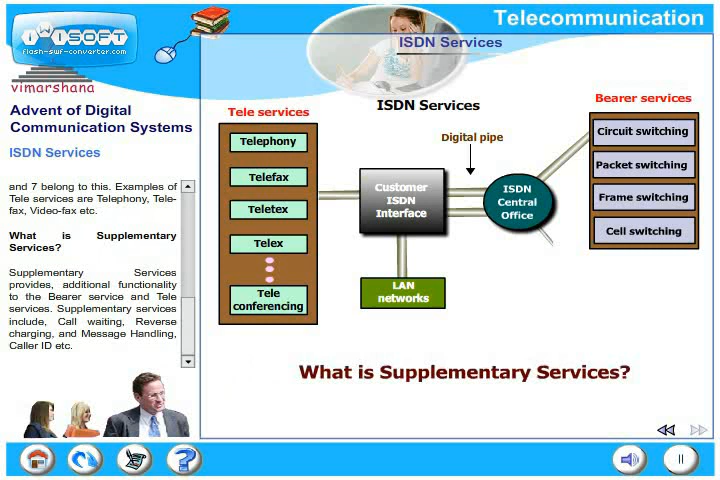 Telecommunication
iWiSOFT
flash-swf-converter.com
ISDN Services
vimarshana
Advent of Digital
Communication Systems
ISDN Services
and 7 belong to this. Examples of
Tele services are Telephony, Tele-
fax, Video-fax etc.
What is Supplementary
Services?
Supplementary Services
provides, additional functionality
to the Bearer service and Tele
services. Supplementary services
include, Call waiting, Reverse
charging, and Message Handling,
Caller ID etc.
ISDN Services
Tele services
Telephony
Telefax
Teletex
Telex
Tele
conferencing
Customer
ISDN
Interface
LAN
networks
Digital pipe
ISDN
Central
Office
Bearer services
Circuit switching
Packet switching
Frame switching
Cell switching
What is Supplementary Services?